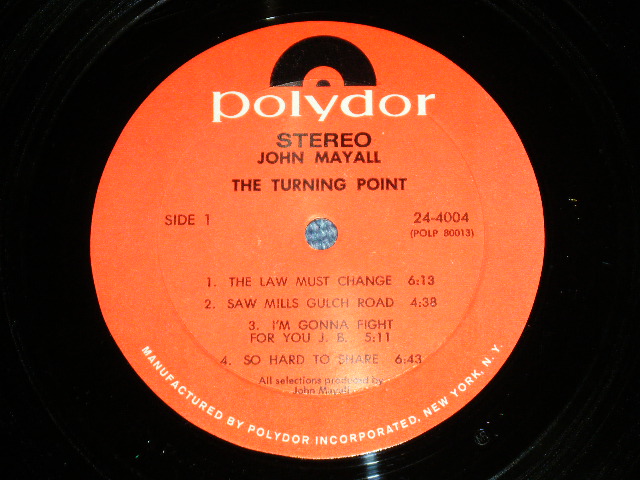 polydor
STEREO
JOHN MAYALL
THE TURNING POINT
SIDE 1
24-4004
(POLP 80013)
1. THE LAW MUST CHANGE 6:13
2. SAW MILLS GULCH ROAD 4:38
3. I'M GONNA FIGHT
FOR YOU J. B. 5:11
4. SO HARD TO SHARE 6:43
All selections produced by
John Mayall
MANUFACTURED BY POLYDOR INCORPORATED, NEW YORK, N. Y.